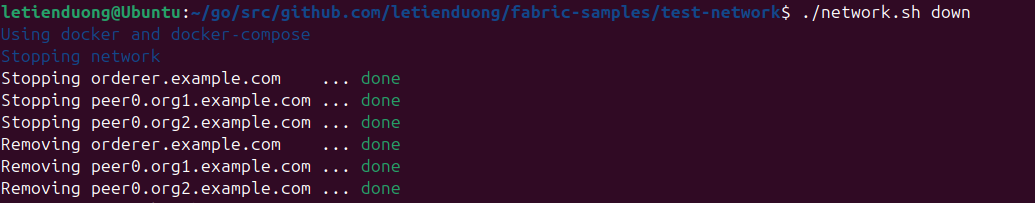 letienduong@Ubuntu:~/go/src/github.com/letienduong/fabric-samples/test-network$ ./network.sh down
Using docker and docker-compose
Stopping network
Stopping orderer.example.com    ... done
Stopping peer0.org1.example.com ... done
Stopping peer0.org2.example.com ... done
Removing orderer.example.com    ... done
Removing peer0.org1.example.com ... done
Removing peer0.org2.example.com ... done